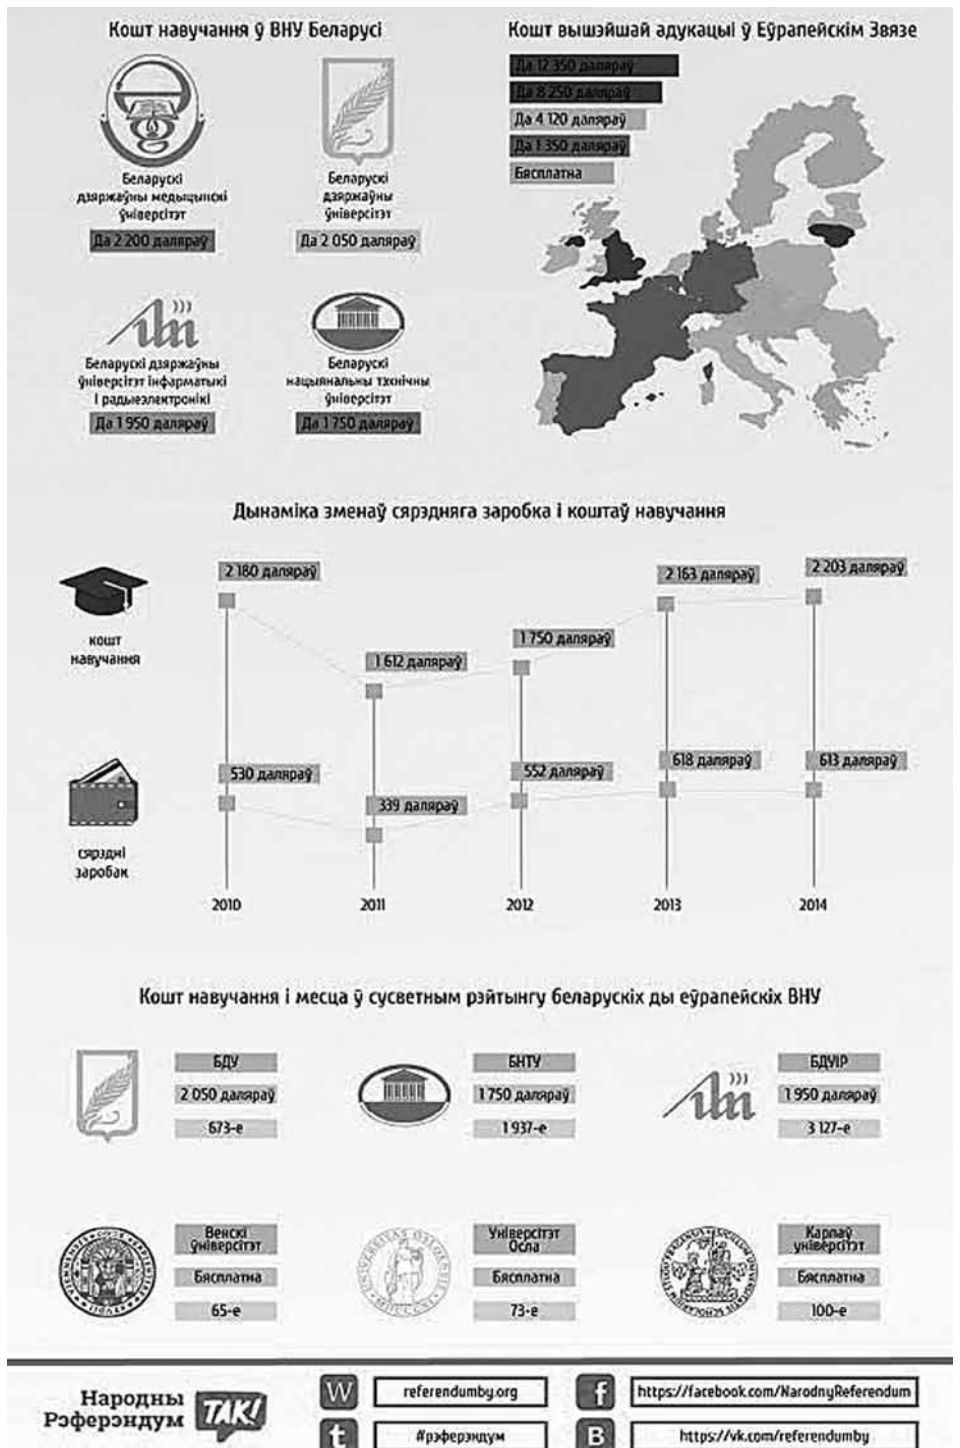 Кошт навучання ў ВНУ Беларусі
Беларускі
дзяржаўны медыцынскі
ўніверсітэт
Да 2 200 даляраў
Беларускі
дзяржаўны
ўніверсітэт
Да 2 050 даляраў
Беларускі дзяржаўны
ўніверсітэт інфарматыкі
і радыеэлектронікі
Да 1 950 даляраў
Беларускі
нацыянальны тэхнічны
ўніверсітэт
Да 1 750 даляраў
Кошт вышэйшай адукацыі ў Еўрапейскім Звязе
Да 12 350 даляраў
Да 8 250 даляраў
Да 4 120 даляраў
Да 1 350 даляраў
Бясплатна
Дынаміка зменаў сярэдняга заробка і коштаў навучання
кошт
навучання
2 180 даляраў
1 612 даляраў
1 750 даляраў
2 163 даляраў
2 203 даляраў
сярэдні
заробак
530 даляраў
339 даляраў
552 даляраў
618 даляраў
613 даляраў
2010
2011
2012
2013
2014
Кошт навучання і месца ў сусветным рэйтынгу беларускіх ды еўрапейскіх ВНУ
БДУ
2 050 даляраў
673-е
БНТУ
1 750 даляраў
1 937-е
БДУІР
1 950 даляраў
3 127-е
Венскі
ўніверсітэт
Бясплатна
65-е
Універсітэт
Осла
Бясплатна
73-е
Карлаў
універсітэт
Бясплатна
100-е
Народны
Рэферэндум
ТАК!
W
referendumby.org
f
https://facebook.com/NarodnyReferendum
t
#рэферэндум
B
https://vk.com/referendumby